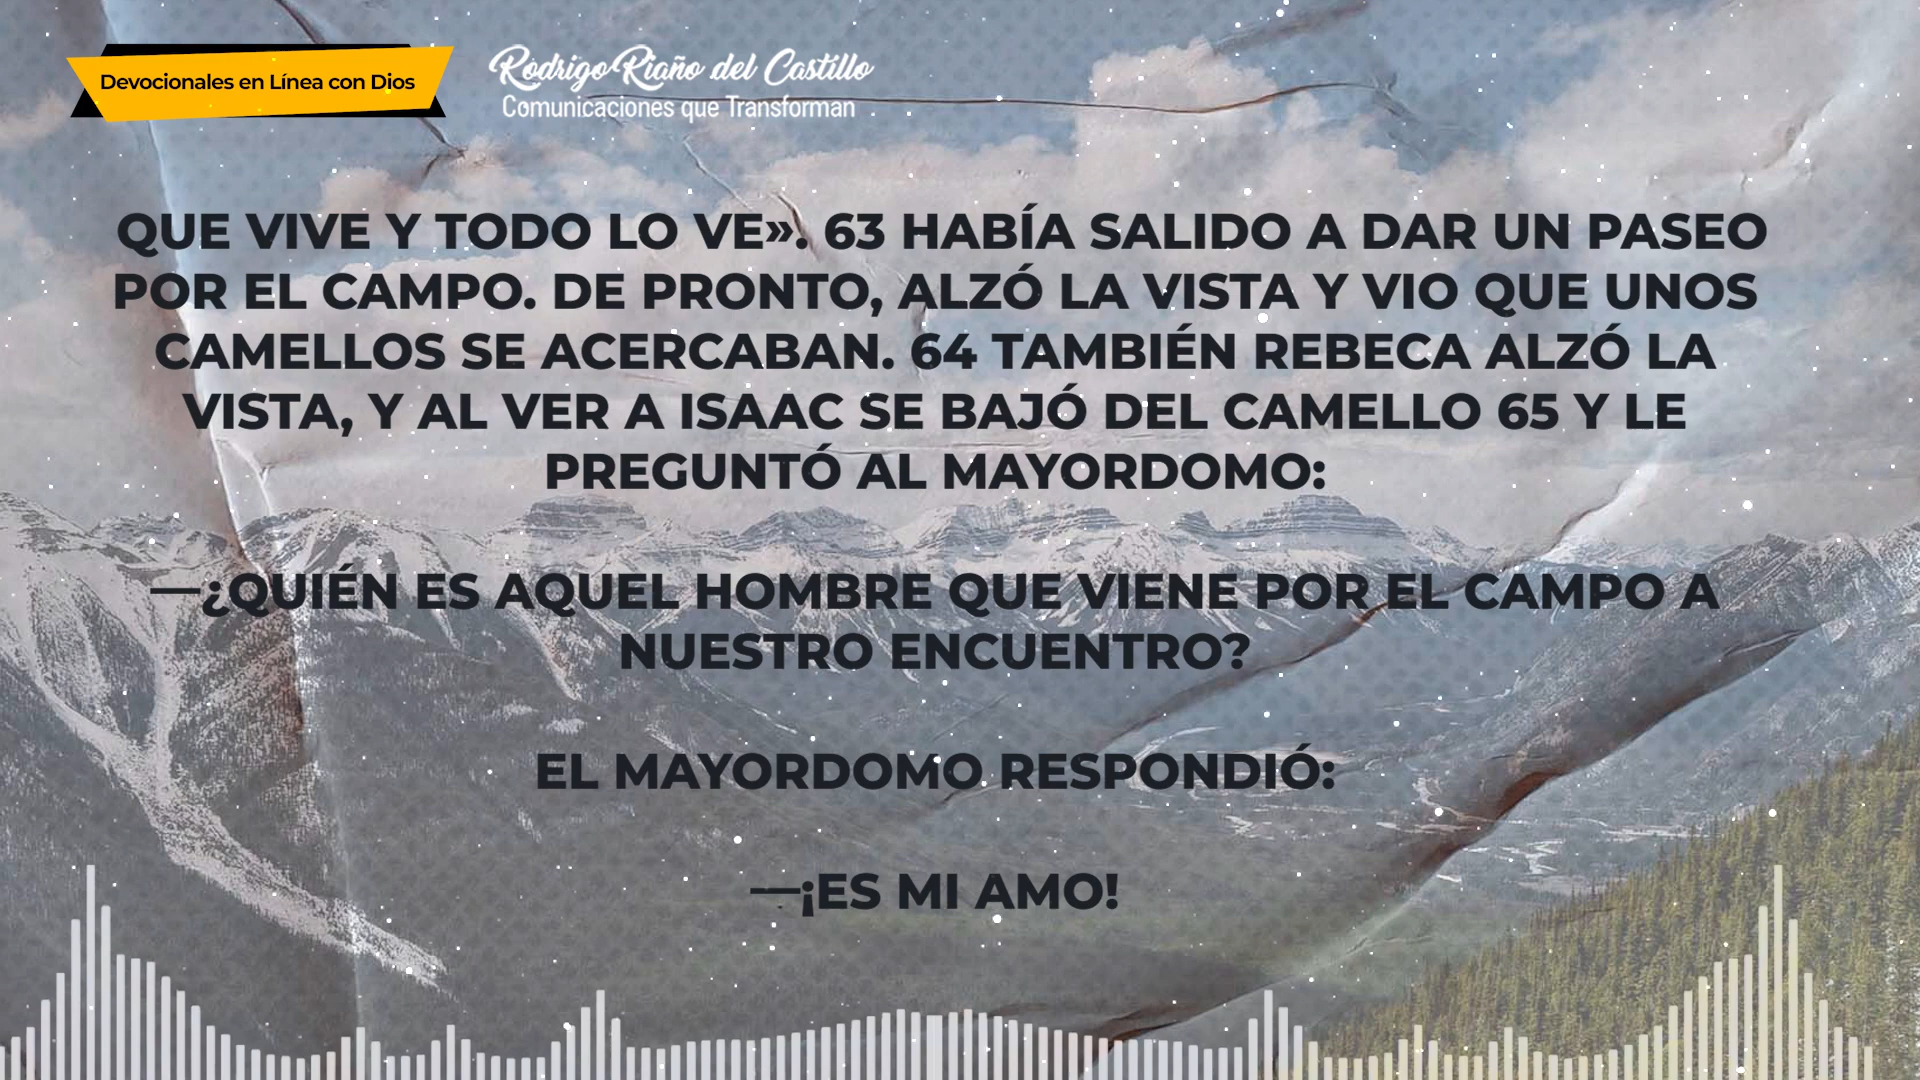 Devocionales en Línea con Dios
Rodrigo Riaño del Castillo
Comunicaciones que Transforman
QUE VIVE Y TODO LO VE». 63 HABÍA SALIDO A DAR UN PASEO
POR EL CAMPO. DE PRONTO, ALZÓ LA VISTA Y VIO QUE UNOS
CAMELLOS SE ACERCABAN. 64 TAMBIÉN REBECA ALZÓ LA
VISTA, Y AL VER A ISAAC SE BAJÓ DEL CAMELLO 65 Y LE
PREGUNTÓ AL MAYORDOMO:
—¿QUIÉN ES AQUEL HOMBRE QUE VIENE POR EL CAMPO A
NUESTRO ENCUENTRO?
EL MAYORDOMO RESPONDIÓ:
—¡ES MI AMO!